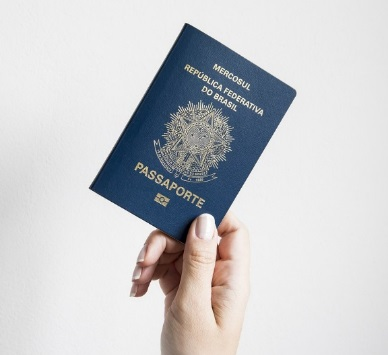 MERCOSUL
REPÚBLICA FEDERATIVA
DO BRASIL
PASSAPORTE